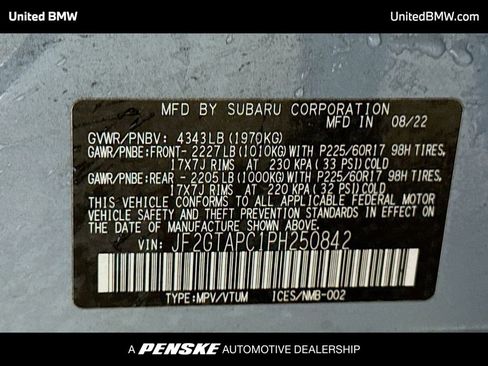 United BMW
UnitedBMW.com
MFD BY SUBARU CORPORATION
MFD IN 08/22
GVWR/PNBV: 4343LB (1970KG)
GAWR/PNBE:FRONT- 2227LB (1010KG) WITH P225/60R17 98H TIRES,
17X7J RIMS AT 230 KPA (33 PSI) COLD
GAWR/PNBE:REAR - 2205LB (1000KG) WITH P225/60R17 98H TIRES,
17X7J RIMS AT 220 KPA (32 PSI) COLD
THIS VEHICLE CONFORMS TO ALL APPLICABLE FEDERAL MOTOR
VEHICLE SAFETY AND THEFT PREVENTION STANDARDS IN EFFECT
ON THE DATE OF MANUFACTURE SHOWN ABOVE.
VIN: JF2GTAPC1PH250842
TYPE:MPV/VTUM ICES/NMB-002
A PENSKE AUTOMOTIVE DEALERSHIP